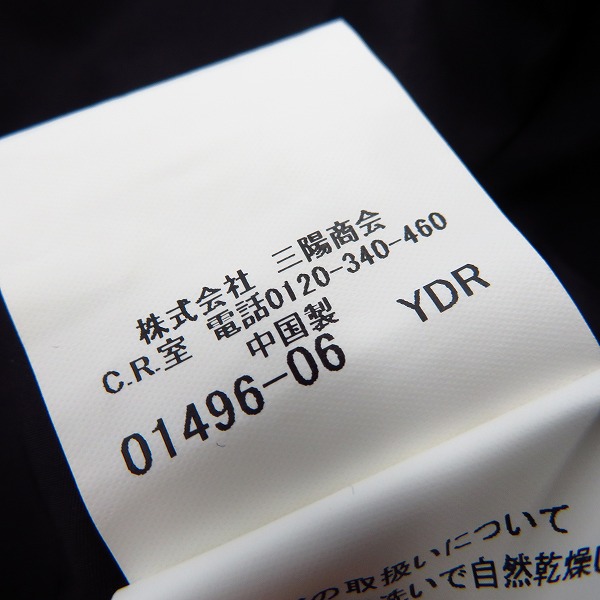 株式会社 三陽商会
C.R.室 電話0120-340-460
中国製 YDR
01496-06
の取扱いについて
洗いで自然乾燥